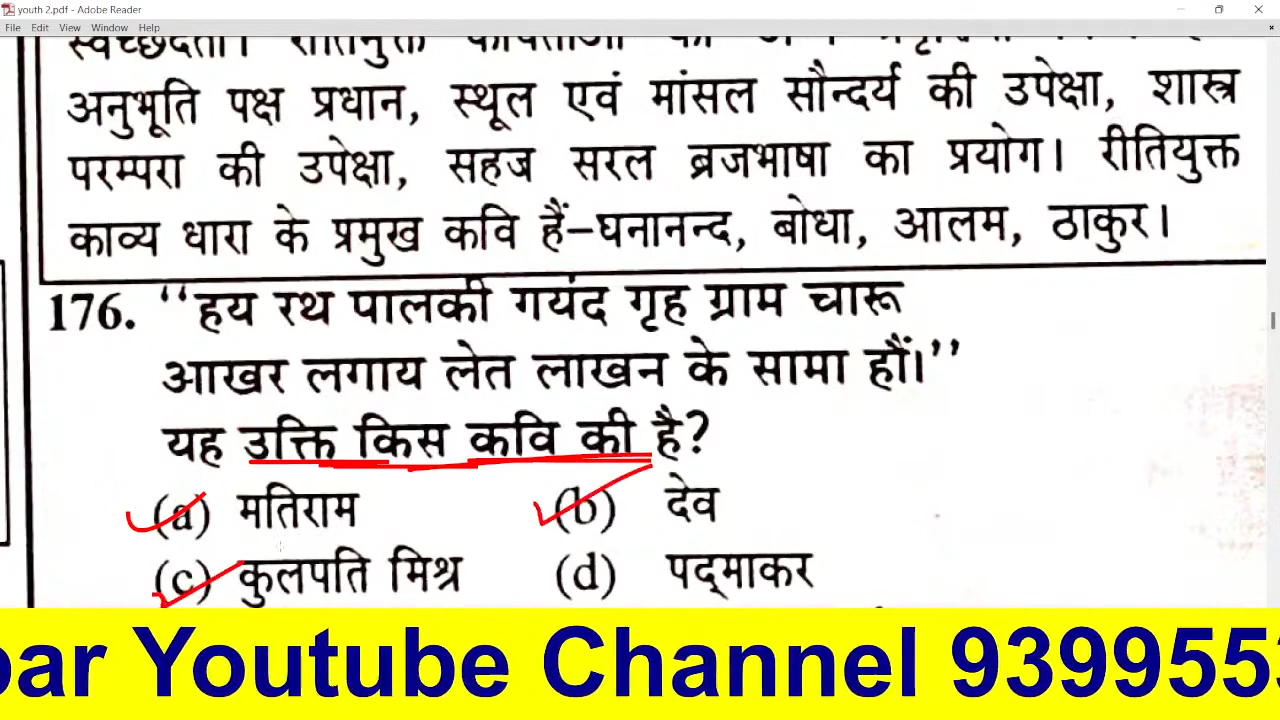 youth 2.pdf - Adobe Reader
File Edit View Window Help
अनुभूति पक्ष प्रधान, स्थूल एवं मांसल सौन्दर्य की उपेक्षा, शास्त्र
परम्परा की उपेक्षा, सहज सरल ब्रजभाषा का प्रयोग। रीतियुक्त
काव्य धारा के प्रमुख कवि हैं–घनानन्द, बोधा, आलम, ठाकुर।
176. ‘‘हय रथ पालकी गयंद गृह ग्राम चारू
आखर लगाय लेत लाखन के सामा हौं।’’
यह उक्ति किस कवि की है?
(a) मतिराम (b) देव
(c) कुलपति मिश्र (d) पद्माकर
Youtube Channel